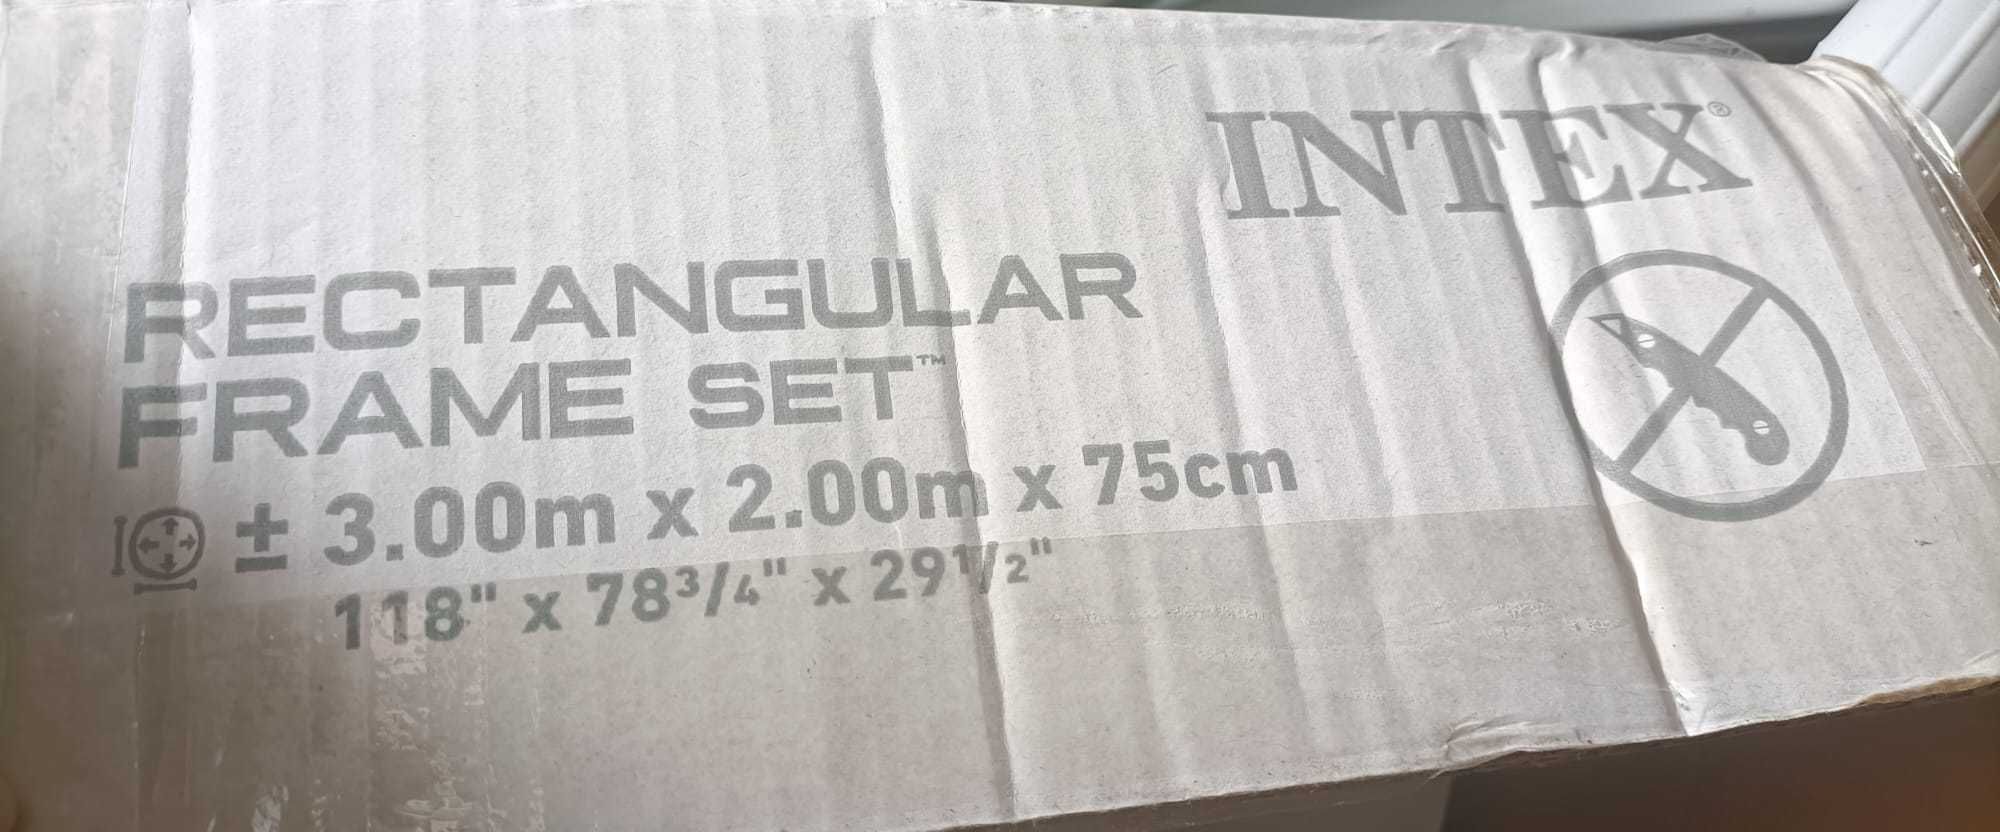 INTEX®
RECTANGULAR
FRAME SET™
± 3.00m x 2.00m x 75cm
118" x 78³/₄" x 29¹/₂"